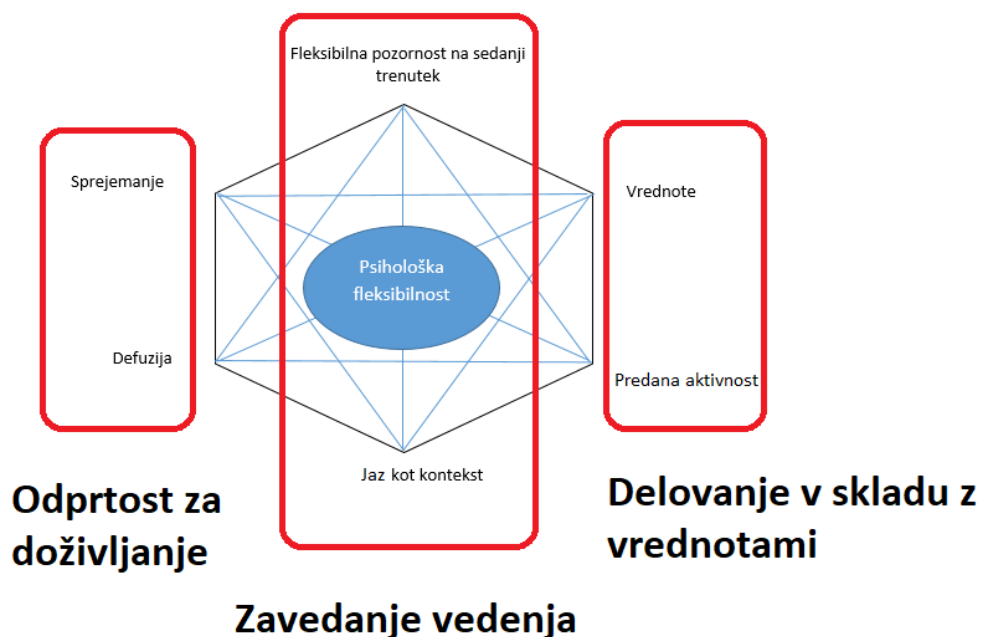 Fleksibilna pozornost na sedanji
trenutek
Sprejemanje
Vrednote
Psihološka
fleksibilnost
Defuzija
Predana aktivnost
Jaz kot kontekst
Odprtost za
doživljanje
Delovanje v skladu z
vrednotami
Zavedanje vedenja